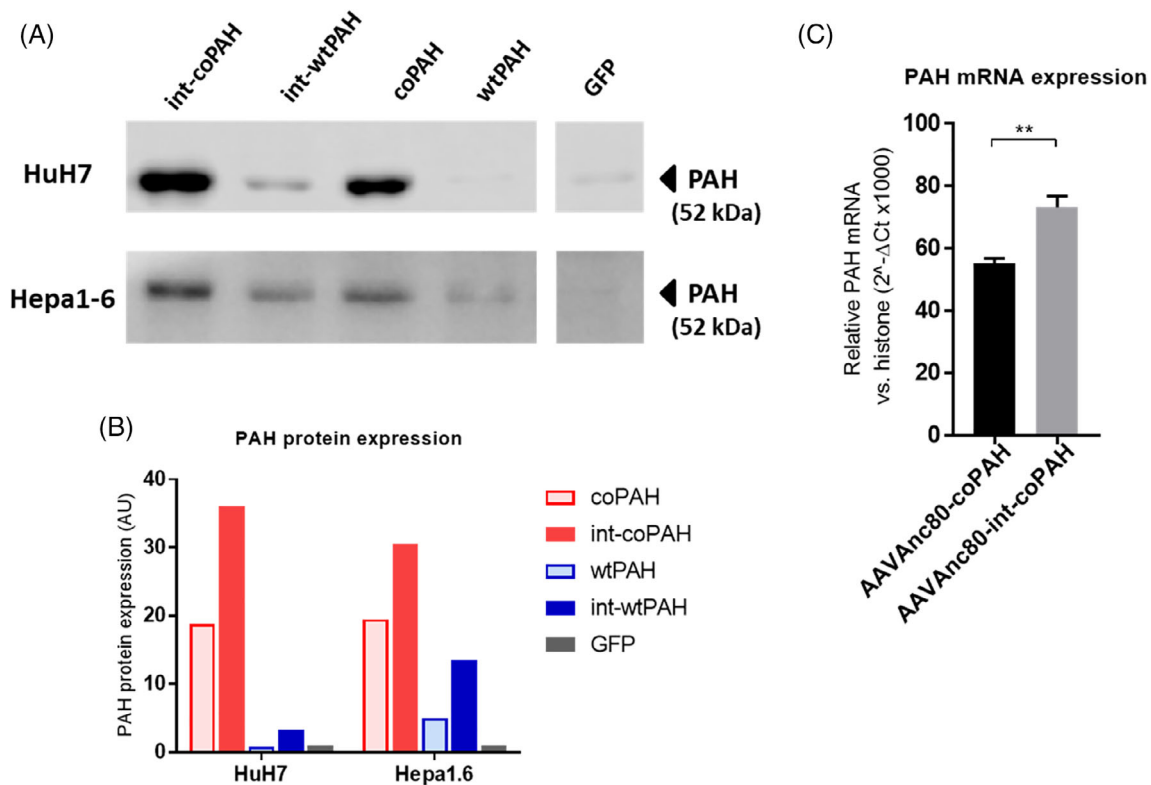 (A)
int-coPAH
int-wtPAH
coPAH
wtPAH
GFP
HuH7
PAH
(52 kDa)
Hepa1-6
PAH
(52 kDa)
(B)
PAH protein expression
PAH protein expression (AU)
40
30
20
10
0
HuH7
Hepa1.6
coPAH
int-coPAH
wtPAH
int-wtPAH
GFP
(C)
PAH mRNA expression
**
Relative PAH mRNA
vs. histone (2^-ΔCt x1000)
100
80
60
40
20
0
AAVAnc80-coPAH
AAVAnc80-int-coPAH